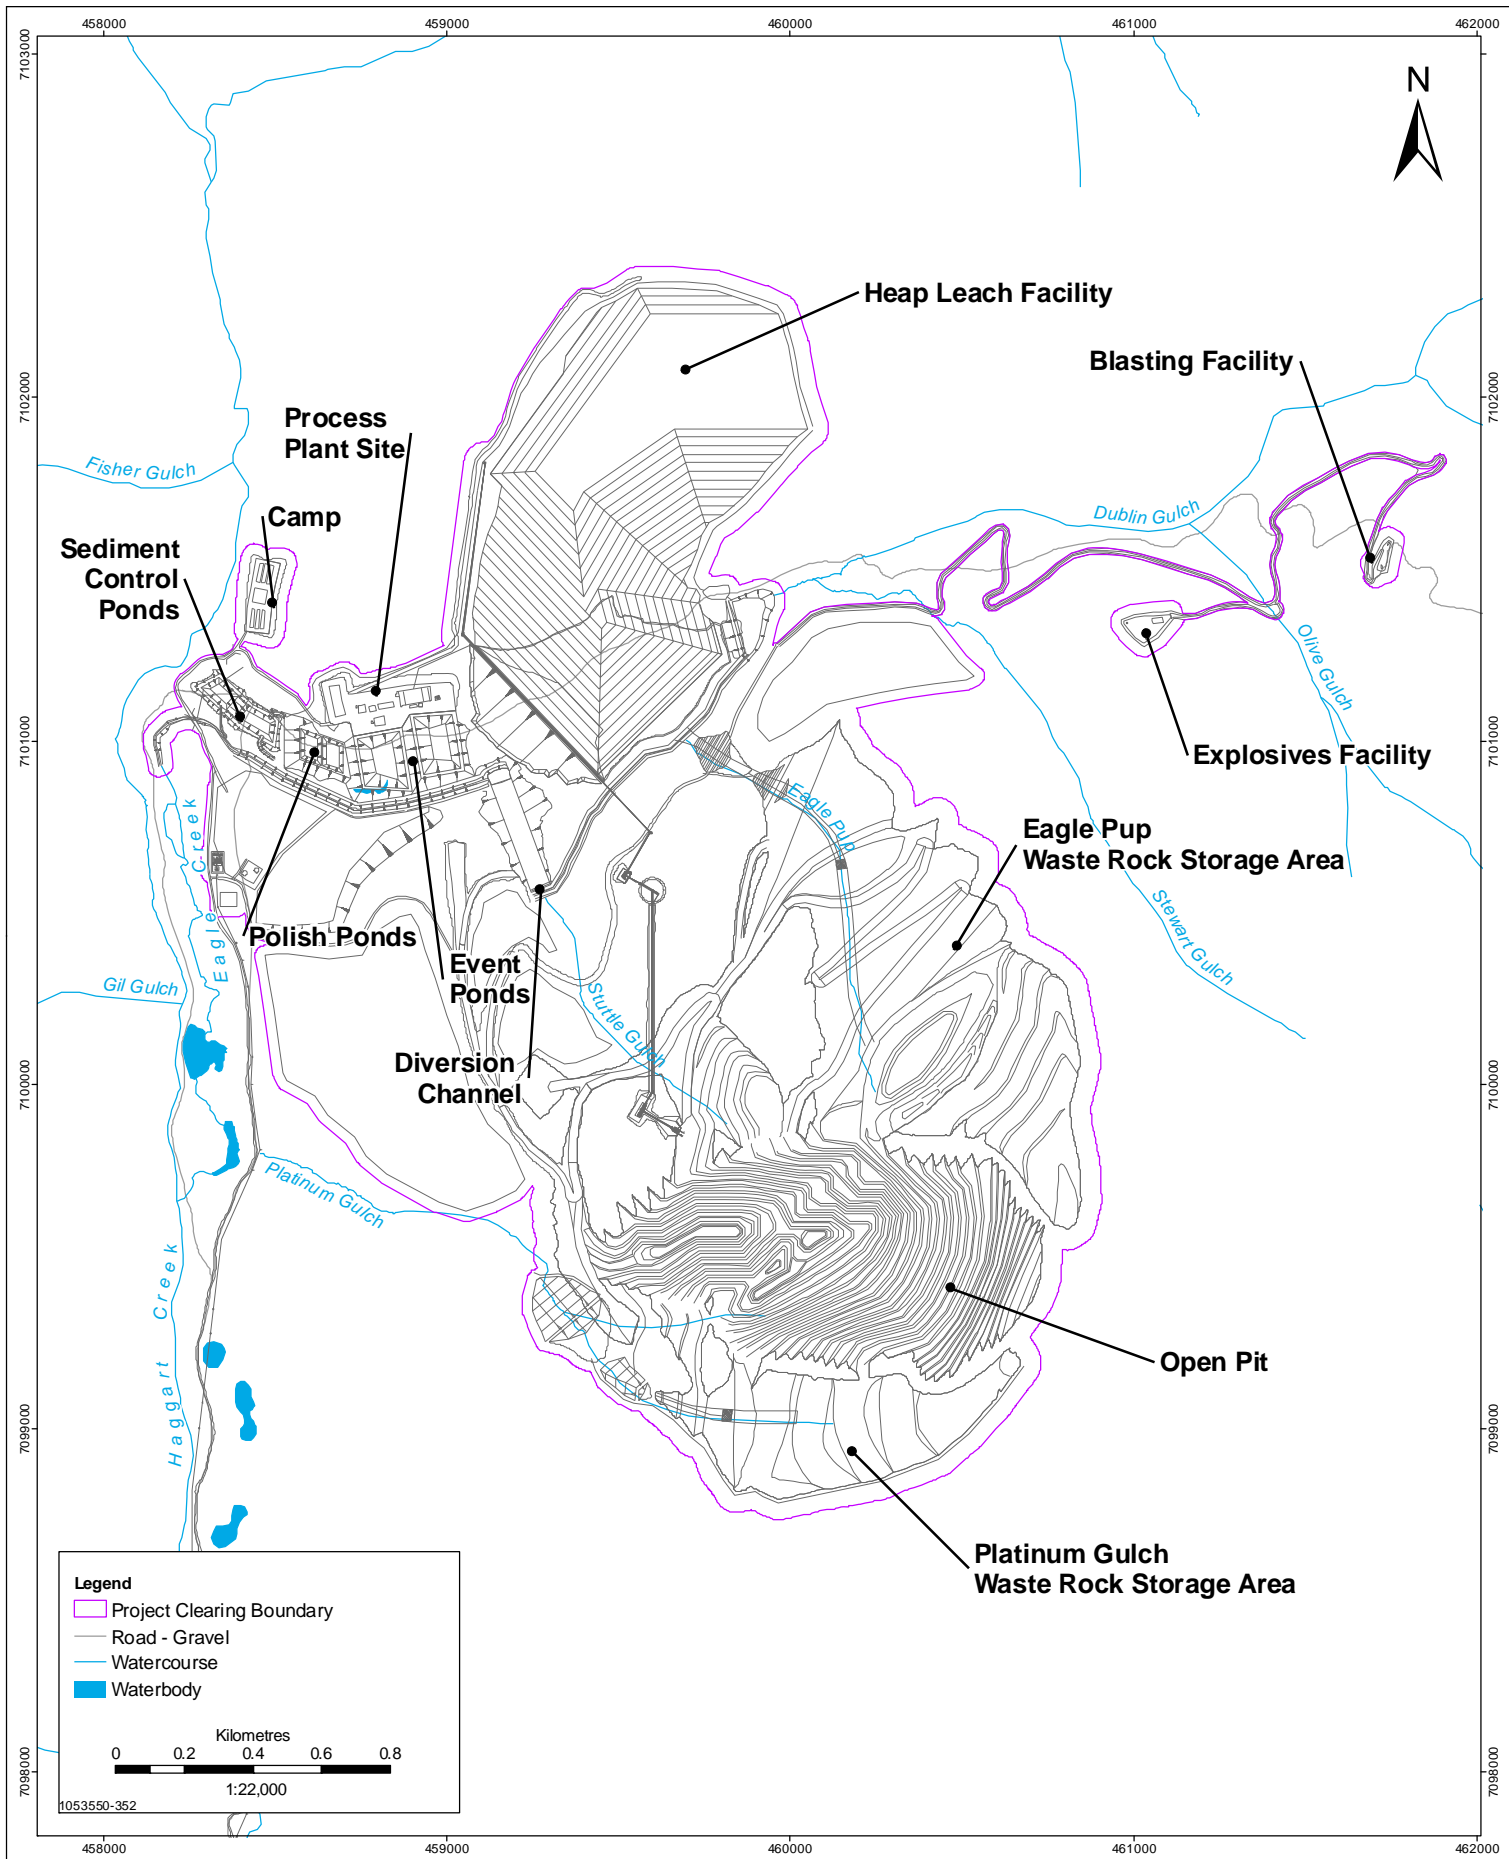 458000
459000
460000
461000
462000
7103000
N
Heap Leach Facility
Blasting Facility
7102000
7102000
Process
Plant Site
Fisher Gulch
Camp
Dublin Gulch
Sediment
Control
Ponds
Olive Gulch
7101000
7101000
Explosives Facility
Eagle Pup
Eagle Creek
Eagle Pup
Waste Rock Storage Area
Stewart Gulch
Polish Ponds
Event
Ponds
Gil Gulch
Stuttle Gulch
Diversion
Channel
7100000
7100000
Platinum Gulch
Haggart Creek
Open Pit
7099000
7099000
Platinum Gulch
Waste Rock Storage Area
Legend
Project Clearing Boundary
Road - Gravel
Watercourse
Waterbody
Kilometres
0 0.2 0.4 0.6 0.8
1:22,000
1053550-352
7098000
7098000
458000
459000
460000
461000
462000